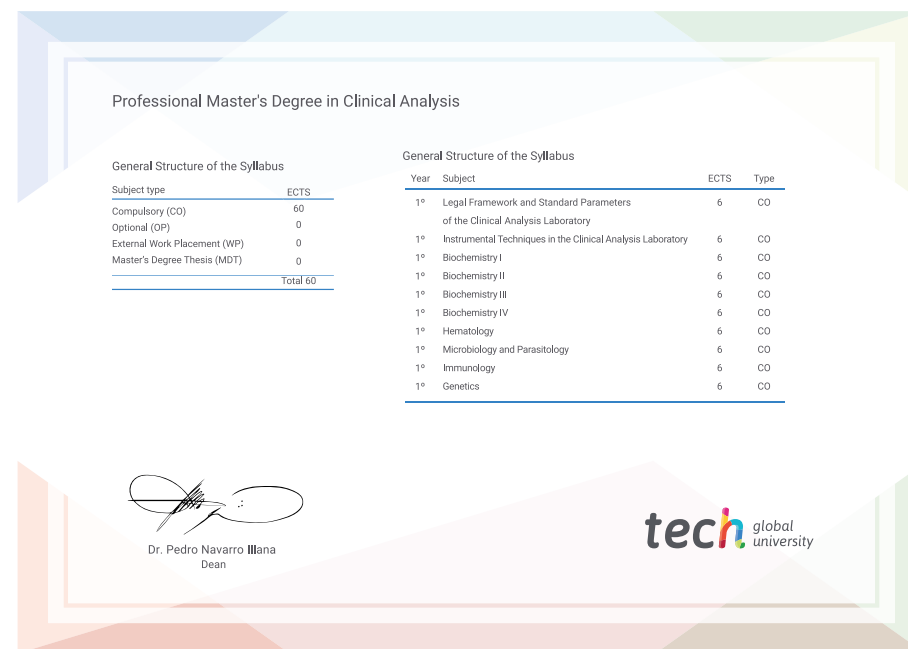 Professional Master's Degree in Clinical Analysis
General Structure of the Syllabus
Subject type ECTS
Compulsory (CO) 60
Optional (OP) 0
External Work Placement (WP) 0
Master's Degree Thesis (MDT) 0
Total 60
General Structure of the Syllabus
Year Subject ECTS Type
1º Legal Framework and Standard Parameters 6 CO
of the Clinical Analysis Laboratory
1º Instrumental Techniques in the Clinical Analysis Laboratory 6 CO
1º Biochemistry I 6 CO
1º Biochemistry II 6 CO
1º Biochemistry III 6 CO
1º Biochemistry IV 6 CO
1º Hematology 6 CO
1º Microbiology and Parasitology 6 CO
1º Immunology 6 CO
1º Genetics 6 CO
Dr. Pedro Navarro Illana
Dean
tech global
university